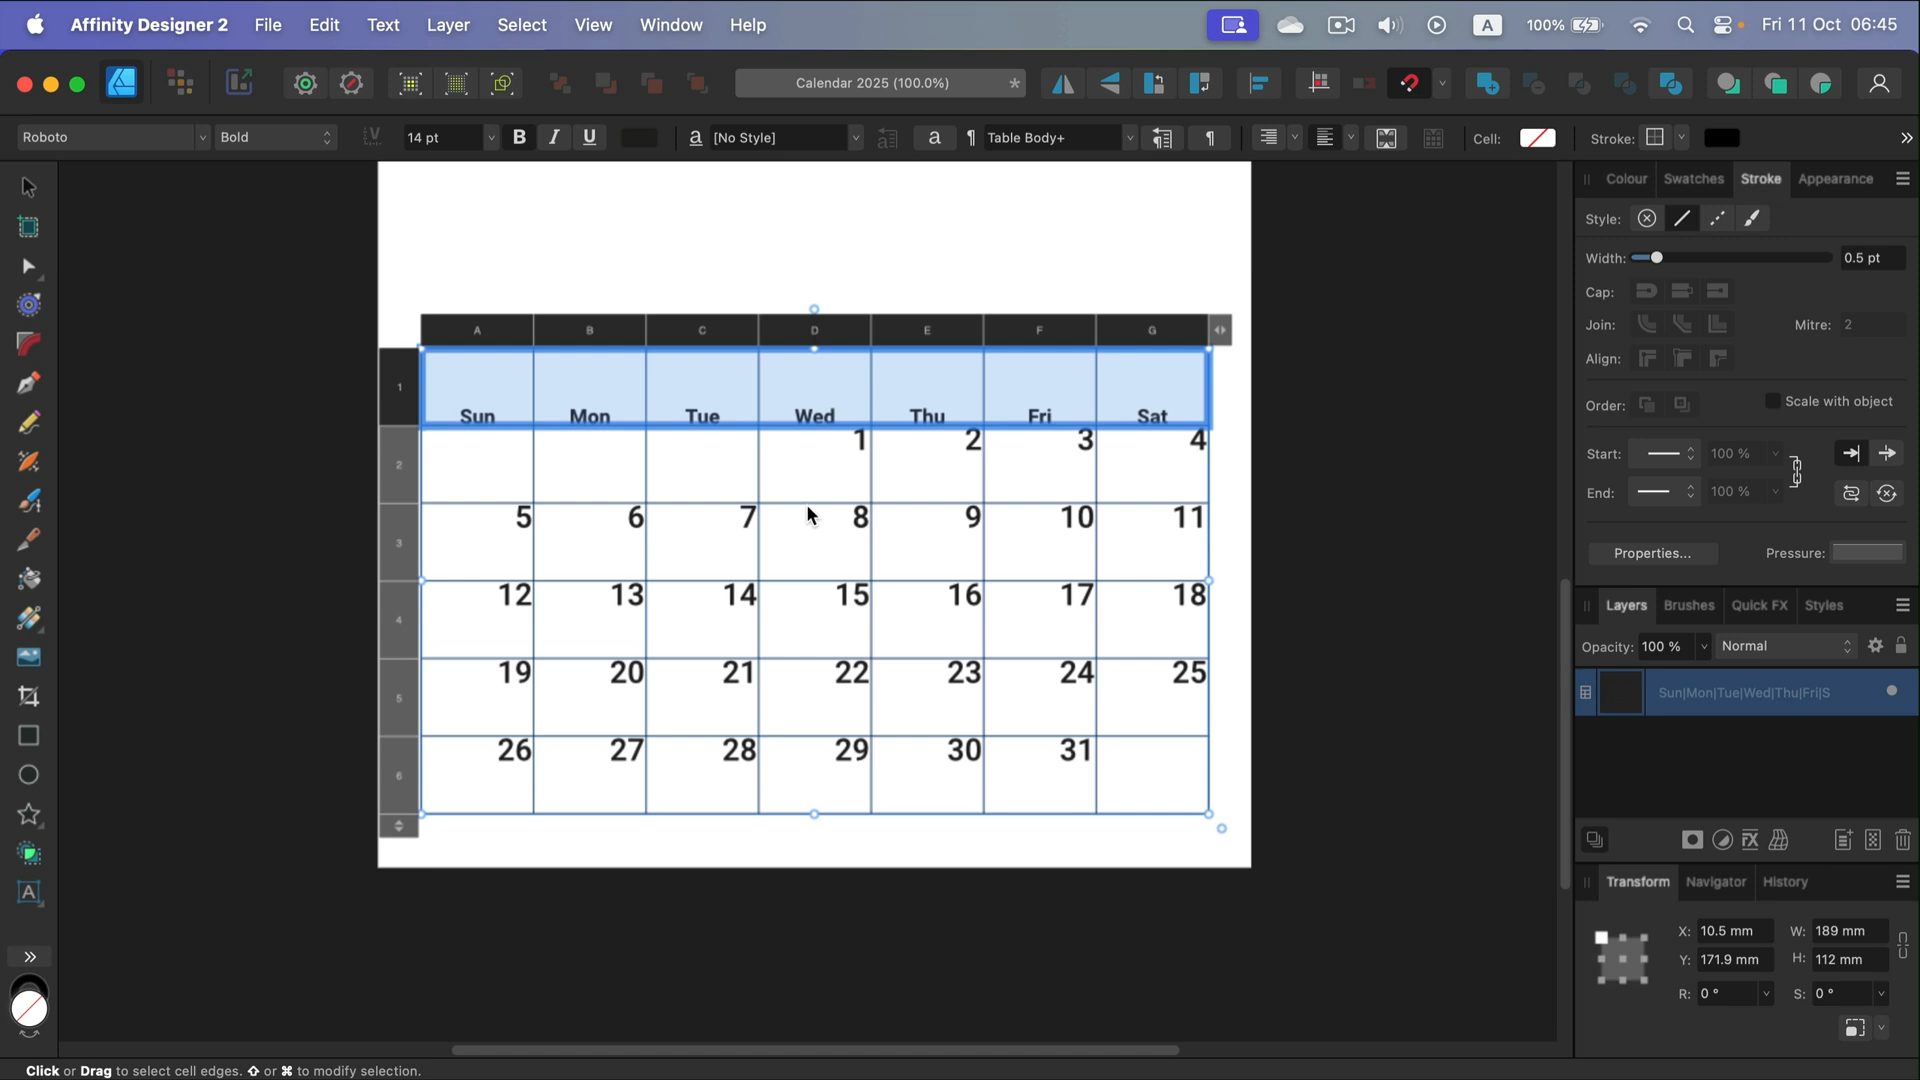 Affinity Designer 2 File Edit Text Layer Select View Window Help A 100% Fri 11 Oct 06:45
Calendar 2025 (100.0%) *
Roboto Bold 14 pt B I U a [No Style] a ¶ Table Body+ ¶ Cell: Stroke: »
Colour Swatches Stroke Appearance
Style:
Width: 0.5 pt
Cap:
Join: Mitre: 2
Align:
Order: Scale with object
Start: 100 %
End: 100 %
Properties... Pressure:
Layers Brushes Quick FX Styles
Opacity: 100 % Normal
Sun|Mon|Tue|Wed|Thu|Fri|S
FX
Transform Navigator History
X: 10.5 mm W: 189 mm
Y: 171.9 mm H: 112 mm
R: 0 ° S: 0 °
A B C D E F G
1 Sun Mon Tue Wed Thu Fri Sat
2 1 2 3 4
3 5 6 7 8 9 10 11
4 12 13 14 15 16 17 18
5 19 20 21 22 23 24 25
6 26 27 28 29 30 31
A
»
Click or Drag to select cell edges. ⇧ or ⌘ to modify selection.